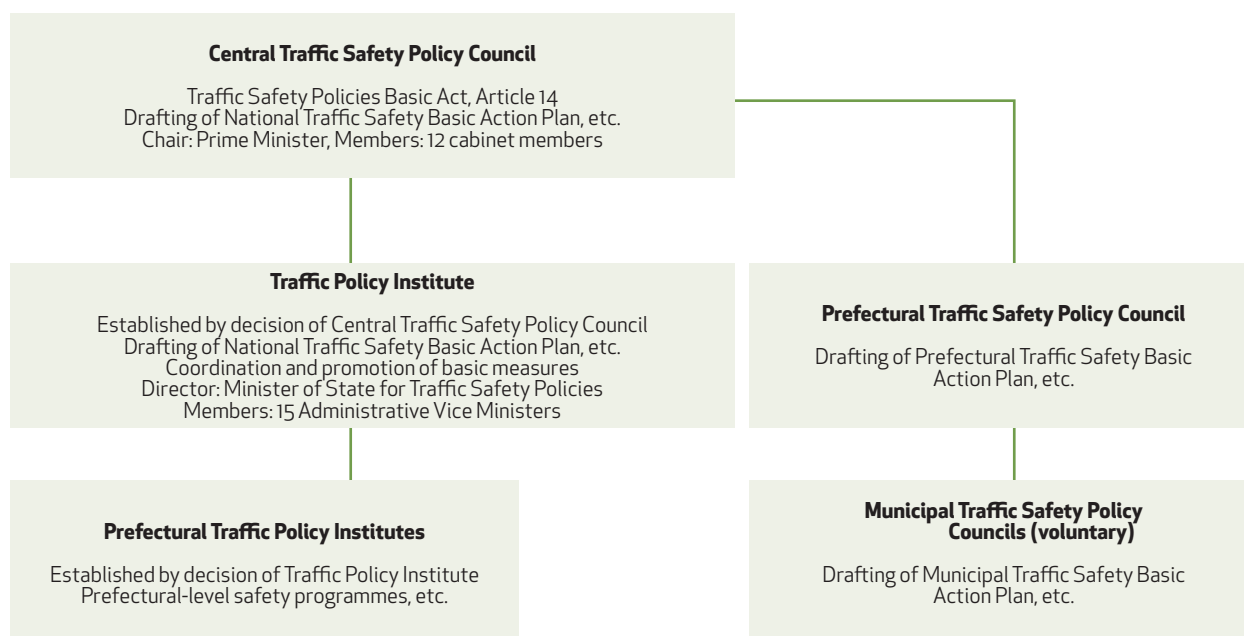 Central Traffic Safety Policy Council
Traffic Safety Policies Basic Act, Article 14
Drafting of National Traffic Safety Basic Action Plan, etc.
Chair: Prime Minister, Members: 12 cabinet members
Traffic Policy Institute
Established by decision of Central Traffic Safety Policy Council
Drafting of National Traffic Safety Basic Action Plan, etc.
Coordination and promotion of basic measures
Director: Minister of State for Traffic Safety Policies
Members: 15 Administrative Vice Ministers
Prefectural Traffic Safety Policy Council
Drafting of Prefectural Traffic Safety Basic
Action Plan, etc.
Prefectural Traffic Policy Institutes
Established by decision of Traffic Policy Institute
Prefectural-level safety programmes, etc.
Municipal Traffic Safety Policy
Councils (voluntary)
Drafting of Municipal Traffic Safety Basic
Action Plan, etc.